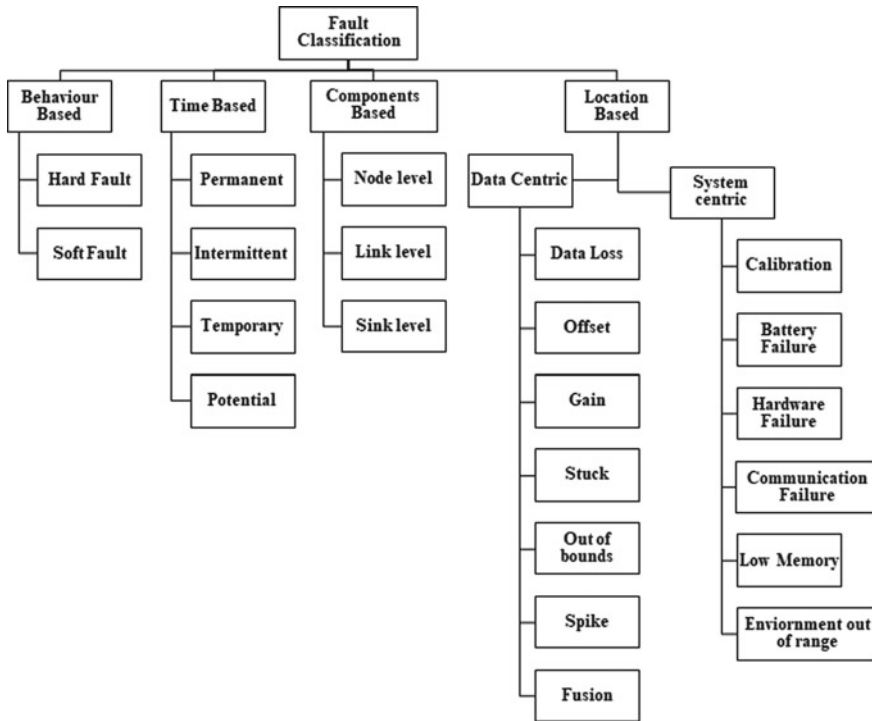 Fault
Classification
Behaviour
Based
Time Based
Components
Based
Location
Based
Hard Fault
Soft Fault
Permanent
Intermittent
Temporary
Potential
Node level
Link level
Sink level
Data Centric
System
centric
Data Loss
Offset
Gain
Stuck
Out of
bounds
Spike
Fusion
Calibration
Battery
Failure
Hardware
Failure
Communication
Failure
Low Memory
Enviornment out
of range